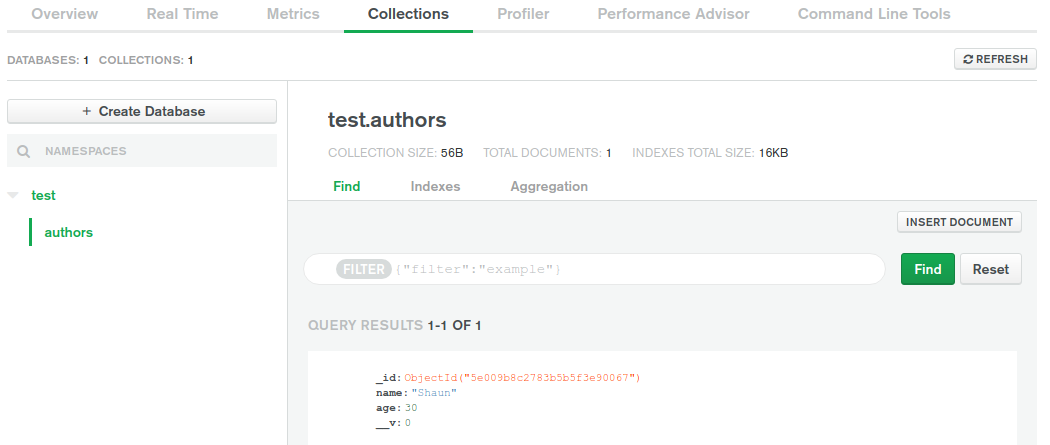 Overview Real Time Metrics Collections Profiler Performance Advisor Command Line Tools
DATABASES: 1 COLLECTIONS: 1
REFRESH
+ Create Database
NAMESPACES
test
authors
test.authors
COLLECTION SIZE: 56B TOTAL DOCUMENTS: 1 INDEXES TOTAL SIZE: 16KB
Find Indexes Aggregation
INSERT DOCUMENT
FILTER {"filter":"example"}
Find Reset
QUERY RESULTS 1-1 OF 1
_id: ObjectId("5e009b8c2783b5b5f3e90067")
name: "Shaun"
age: 30
__v: 0